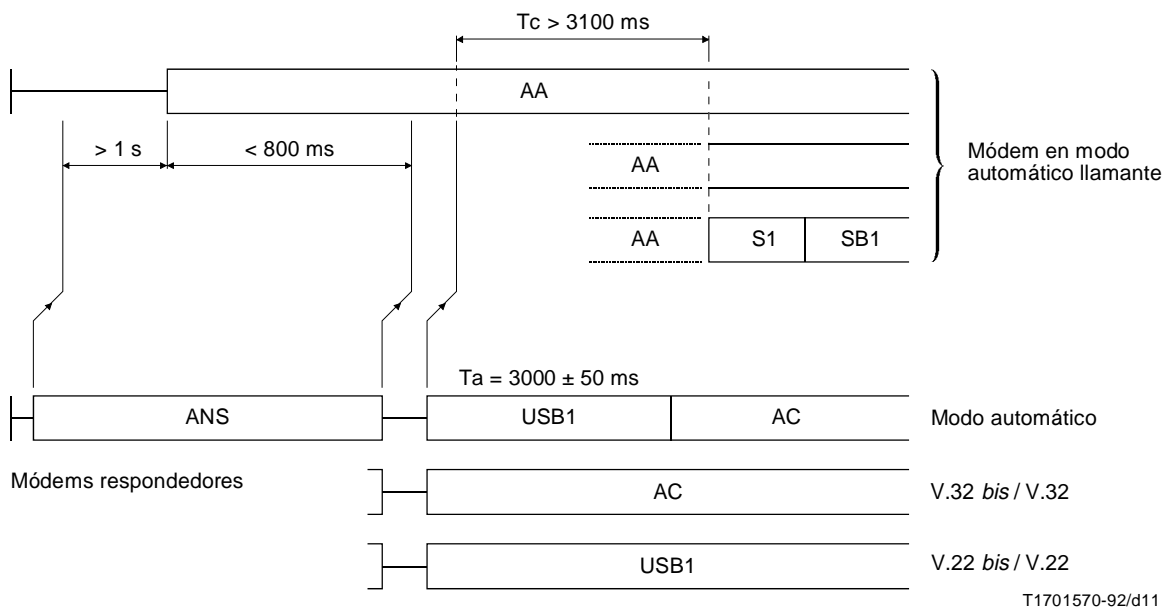 Tc > 3100 ms
AA
> 1 s
< 800 ms
AA
AA
S1
SB1
Módem en modo
automático llamante
Ta = 3000 ± 50 ms
ANS
USB1
AC
Modo automático
Módems respondedores
AC
V.32 bis / V.32
USB1
V.22 bis / V.22
T1701570-92/d11